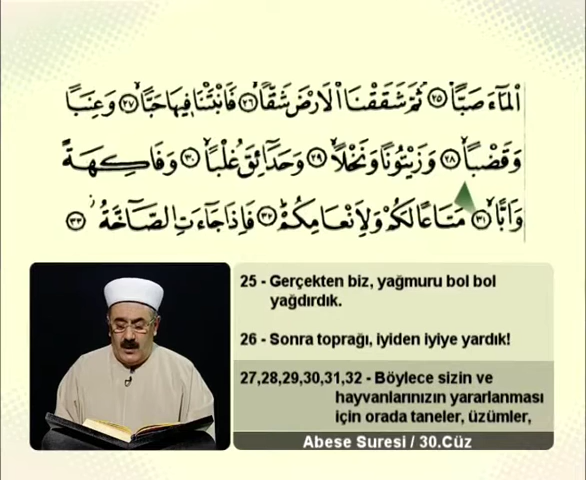 الْمَٓاءَ صَبًّاۙ ﴿٢٥﴾ ثُمَّ شَقَقْنَا الْاَرْضَ شَقًّاۙ ﴿٢٦﴾ فَاَنْبَتْنَا فٖيهَا حَبًّاۙ ﴿٢٧﴾ وَعِنَبًا
وَقَضْبًاۙ ﴿٢٨﴾ وَزَيْتُونًا وَنَخْلًاۙ ﴿٢٩﴾ وَحَدَٓائِقَ غُلْبًاۙ ﴿٣٠﴾ وَفَاكِهَةً
وَاَبًّاۙ ﴿٣١﴾ مَتَاعًا لَكُمْ وَلِاَنْعَامِكُمْۜ ﴿٣٢﴾ فَاِذَا جَٓاءَتِ الصَّٓاخَّةُۘ ﴿٣٣﴾
25 - Gerçekten biz, yağmuru bol bol
yağdırdık.
26 - Sonra toprağı, iyiden iyiye yardık!
27,28,29,30,31,32 - Böylece sizin ve
hayvanlarınızın yararlanması
için orada taneler, üzümler,
Abese Suresi / 30.Cüz